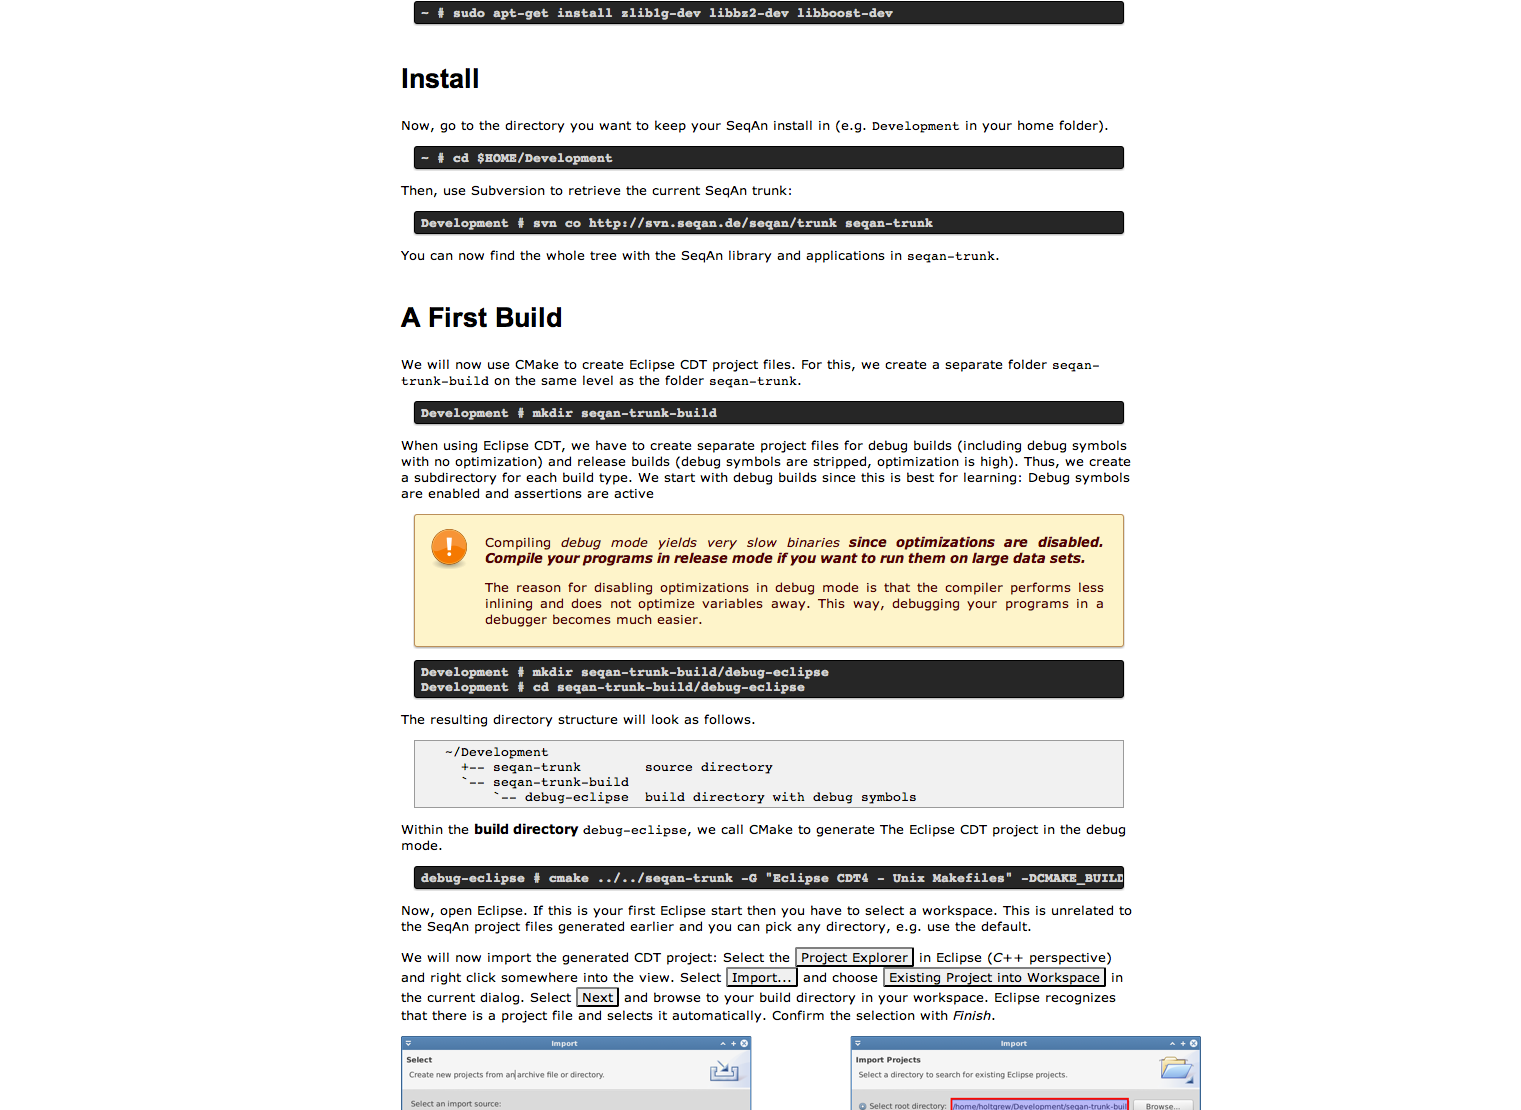 ~ # sudo apt-get install zlib1g-dev libbz2-dev libboost-dev
Install
Now, go to the directory you want to keep your SeqAn install in (e.g. Development in your home folder).
~ # cd $HOME/Development
Then, use Subversion to retrieve the current SeqAn trunk:
Development # svn co http://svn.seqan.de/seqan/trunk seqan-trunk
You can now find the whole tree with the SeqAn library and applications in seqan-trunk.
A First Build
We will now use CMake to create Eclipse CDT project files. For this, we create a separate folder seqan-
trunk-build on the same level as the folder seqan-trunk.
Development # mkdir seqan-trunk-build
When using Eclipse CDT, we have to create separate project files for debug builds (including debug symbols
with no optimization) and release builds (debug symbols are stripped, optimization is high). Thus, we create
a subdirectory for each build type. We start with debug builds since this is best for learning: Debug symbols
are enabled and assertions are active
Compiling debug mode yields very slow binaries since optimizations are disabled.
Compile your programs in release mode if you want to run them on large data sets.
The reason for disabling optimizations in debug mode is that the compiler performs less
inlining and does not optimize variables away. This way, debugging your programs in a
debugger becomes much easier.
Development # mkdir seqan-trunk-build/debug-eclipse
Development # cd seqan-trunk-build/debug-eclipse
The resulting directory structure will look as follows.
~/Development
+-- seqan-trunk        source directory
`-- seqan-trunk-build
`-- debug-eclipse  build directory with debug symbols
Within the build directory debug-eclipse, we call CMake to generate The Eclipse CDT project in the debug
mode.
debug-eclipse # cmake ../../seqan-trunk -G "Eclipse CDT4 - Unix Makefiles" -DCMAKE_BUILD
Now, open Eclipse. If this is your first Eclipse start then you have to select a workspace. This is unrelated to
the SeqAn project files generated earlier and you can pick any directory, e.g. use the default.
We will now import the generated CDT project: Select the Project Explorer in Eclipse (C++ perspective)
and right click somewhere into the view. Select Import... and choose Existing Project into Workspace in
the current dialog. Select Next and browse to your build directory in your workspace. Eclipse recognizes
that there is a project file and selects it automatically. Confirm the selection with Finish.
Import
Select
Create new projects from an archive file or directory.
Select an import source:
Import
Import Projects
Select a directory to search for existing Eclipse projects.
Select root directory: /home/holtgrew/Development/seqan-trunk-buil Browse...